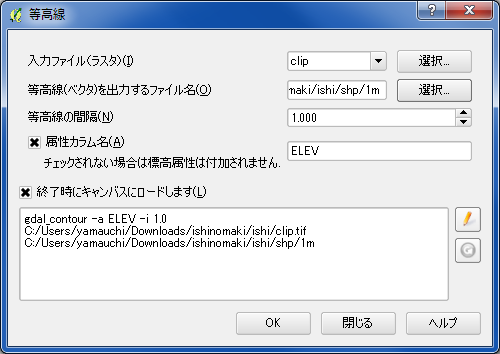 等高線
入力ファイル(ラスタ)(I)
clip
選択...
等高線(ベクタ)を出力するファイル名(O)
maki/ishi/shp/1m
選択...
等高線の間隔(N)
1.000
属性カラム名(A)
ELEV
チェックされない場合は標高属性は付加されません.
終了時にキャンバスにロードします(L)
gdal_contour -a ELEV -i 1.0
C:/Users/yamauchi/Downloads/ishinomaki/ishi/clip.tif
C:/Users/yamauchi/Downloads/ishinomaki/ishi/shp/1m
OK
閉じる
ヘルプ